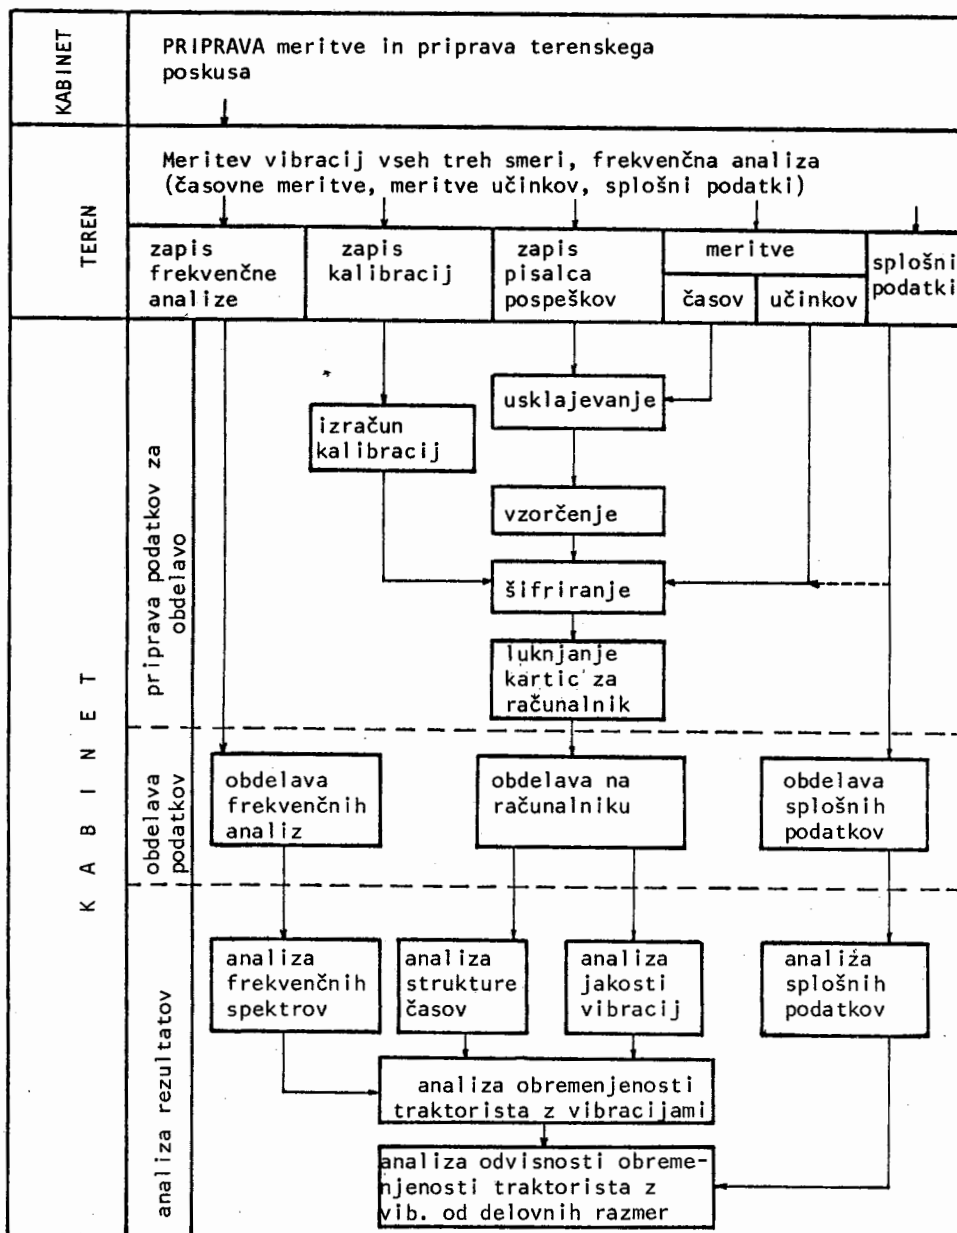 KABINET
PRIPRAVA meritve in priprava terenskega
poskusa
TEREN
Meritev vibracij vseh treh smeri, frekvenčna analiza
(časovne meritve, meritve učinkov, splošni podatki)
zapis
frekvenčne
analize
zapis
kalibracij
zapis
pisalca
pospeškov
meritve
časov
učinkov
splošni
podatki
KABINET
priprava podatkov za
obdelavo
usklajevanje
izračun
kalibracij
vzorčenje
šifriranje
luknjanje
kartic za
računalnik
obdelava
podatkov
obdelava
frekvenčnih
analiz
obdelava na
računalniku
obdelava
splošnih
podatkov
analiza rezultatov
analiza
frekvenčnih
spektrov
analiza
strukture
časov
analiza
jakosti
vibracij
analiza
splošnih
podatkov
analiza obremenjenosti
traktorista z vibracijami
analiza odvisnosti obreme-
njenosti traktorista z
vib. od delovnih razmer